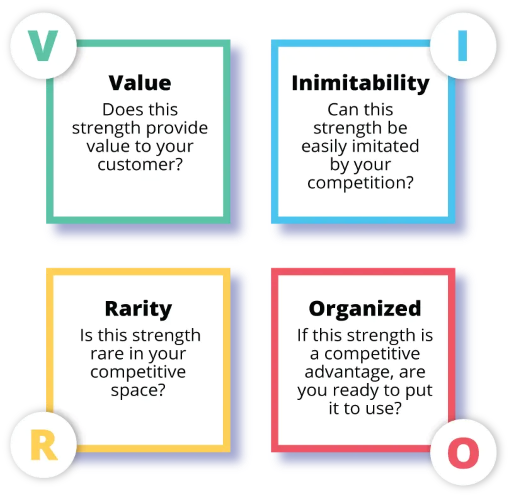 V
Value
Does this
strength provide
value to your
customer?
I
Inimitability
Can this
strength be
easily imitated
by your
competition?
R
Rarity
Is this strength
rare in your
competitive
space?
O
Organized
If this strength is
a competitive
advantage, are
you ready to put
it to use?